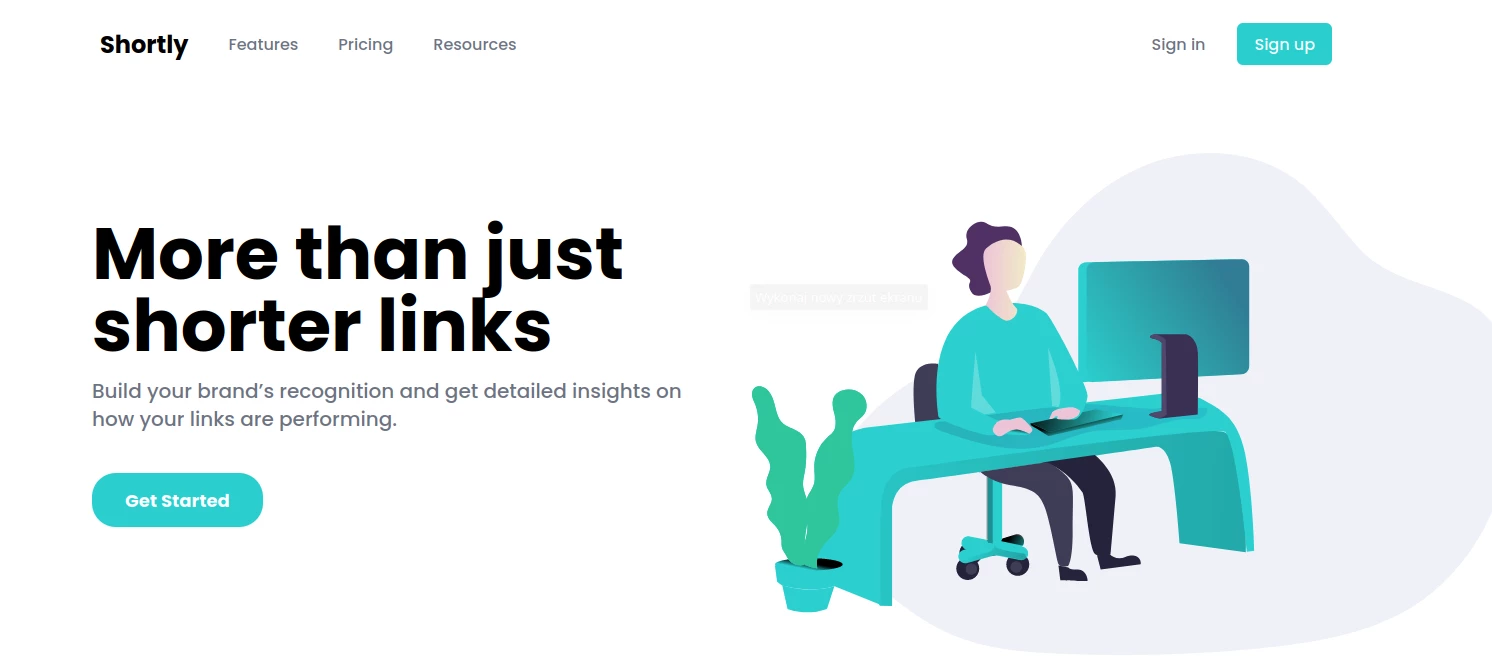 Shortly
Features
Pricing
Resources
Sign in
Sign up
More than just
shorter links
Build your brand’s recognition and get detailed insights on
how your links are performing.
Get Started
Wykonaj nowy zrzut ekranu